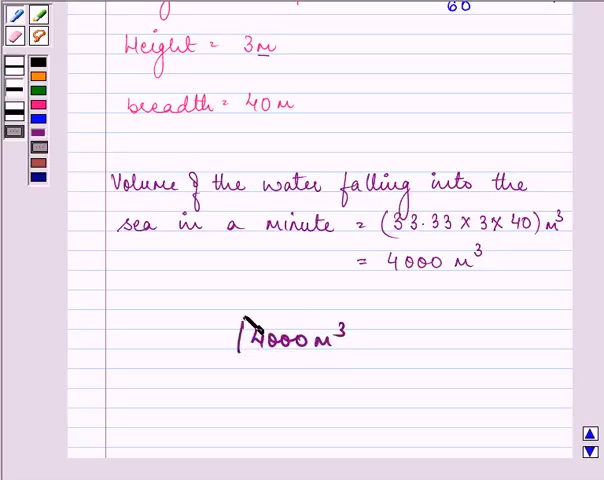 60
Height = 3m
breadth = 40m
Volume of the water falling into the
sea in a minute = (33.33 × 3 × 40) m³
= 4000 m³
4000 m³